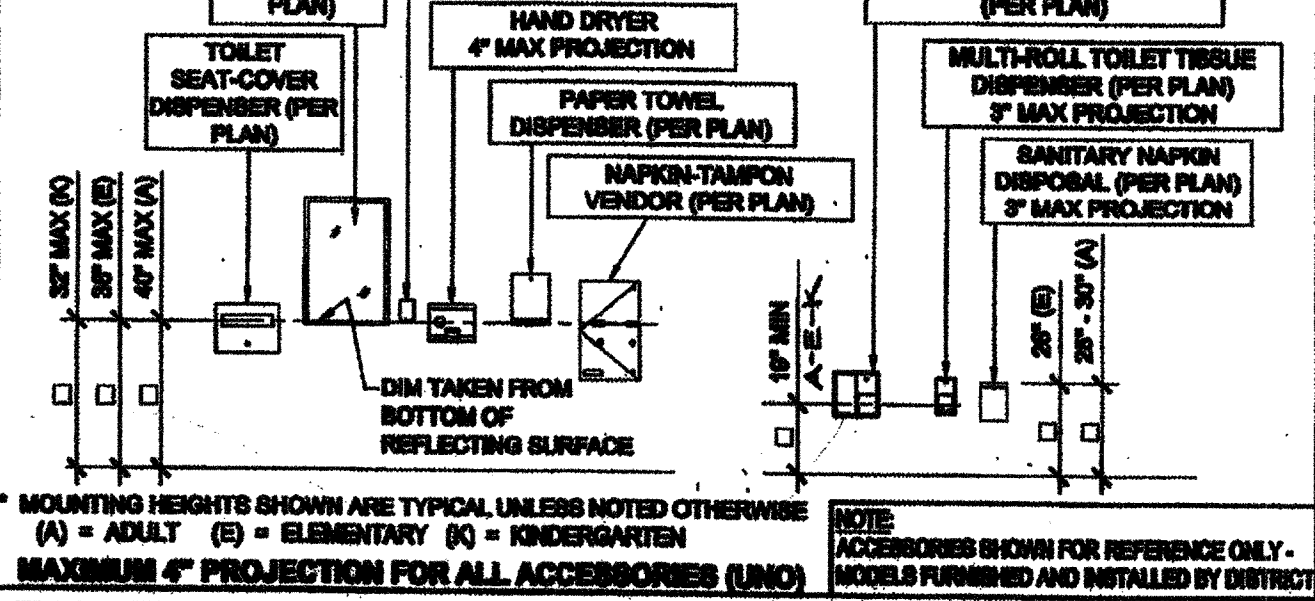 PLAN)
HAND DRYER
4" MAX PROJECTION
(PER PLAN)
TOILET
SEAT-COVER
DISPENSER (PER
PLAN)
MULTI-ROLL TOILET TISSUE
DISPENSER (PER PLAN)
3" MAX PROJECTION
PAPER TOWEL
DISPENSER (PER PLAN)
NAPKIN-TAMPON
VENDOR (PER PLAN)
SANITARY NAPKIN
DISPOSAL (PER PLAN)
3" MAX PROJECTION
32" MAX (K)
36" MAX (E)
40" MAX (A)
MIN
A-E-K
(E)
30" (A)
DIM TAKEN FROM
BOTTOM OF
REFLECTING SURFACE
* MOUNTING HEIGHTS SHOWN ARE TYPICAL UNLESS NOTED OTHERWISE
(A) = ADULT (E) = ELEMENTARY (K) = KINDERGARTEN
MAXIMUM 4" PROJECTION FOR ALL ACCESSORIES (UNO)
NOTE:
ACCESSORIES SHOWN FOR REFERENCE ONLY -
MODELS FURNISHED AND INSTALLED BY DISTRICT